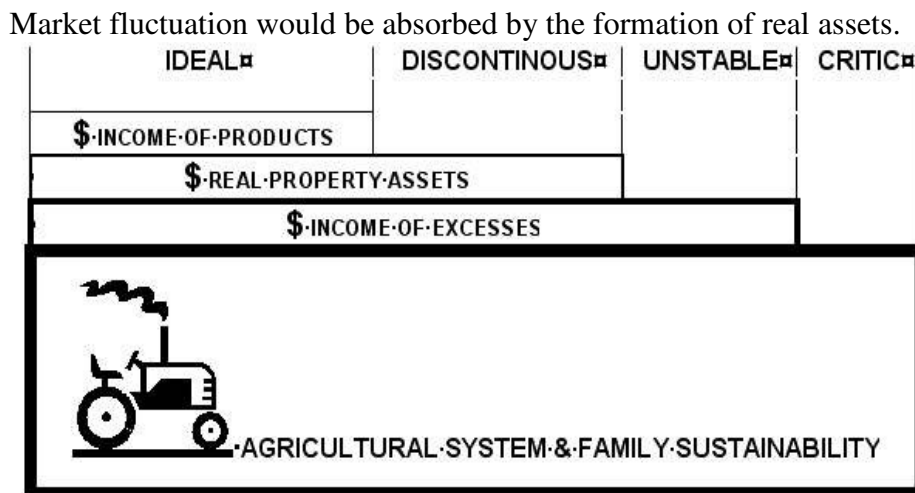 Market fluctuation would be absorbed by the formation of real assets.
IDEAL¤ DISCONTINOUS¤ UNSTABLE¤ CRITIC¤
$·INCOME·OF·PRODUCTS
$·REAL·PROPERTY·ASSETS
$·INCOME·OF·EXCESSES
·AGRICULTURAL·SYSTEM·&·FAMILY·SUSTAINABILITY